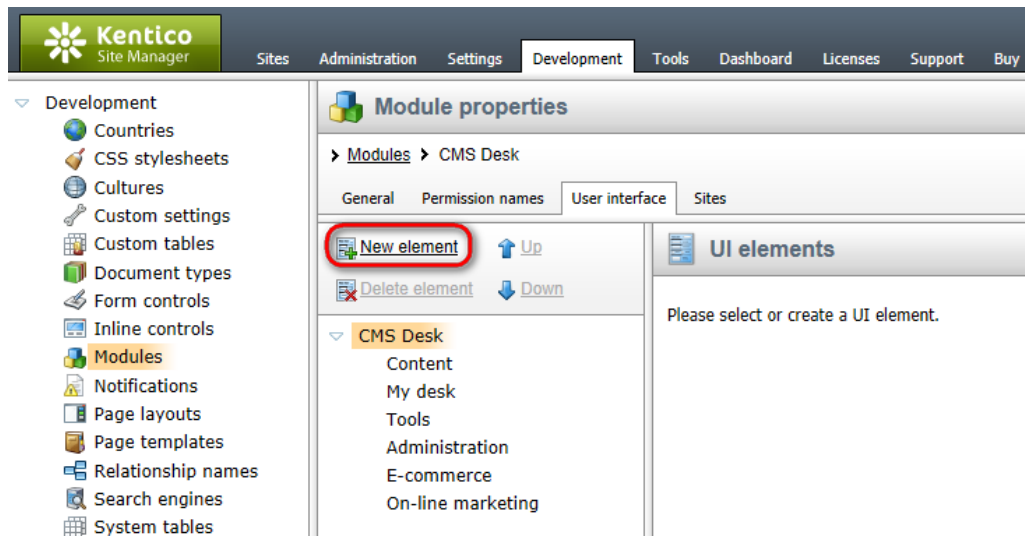 Kentico
Site Manager
Sites Administration Settings Development Tools Dashboard Licenses Support Buy
Development
Countries
CSS stylesheets
Cultures
Custom settings
Custom tables
Document types
Form controls
Inline controls
Modules
Notifications
Page layouts
Page templates
Relationship names
Search engines
System tables
Module properties
> Modules > CMS Desk
General Permission names User interface Sites
New element Up
Delete element Down
CMS Desk
Content
My desk
Tools
Administration
E-commerce
On-line marketing
UI elements
Please select or create a UI element.